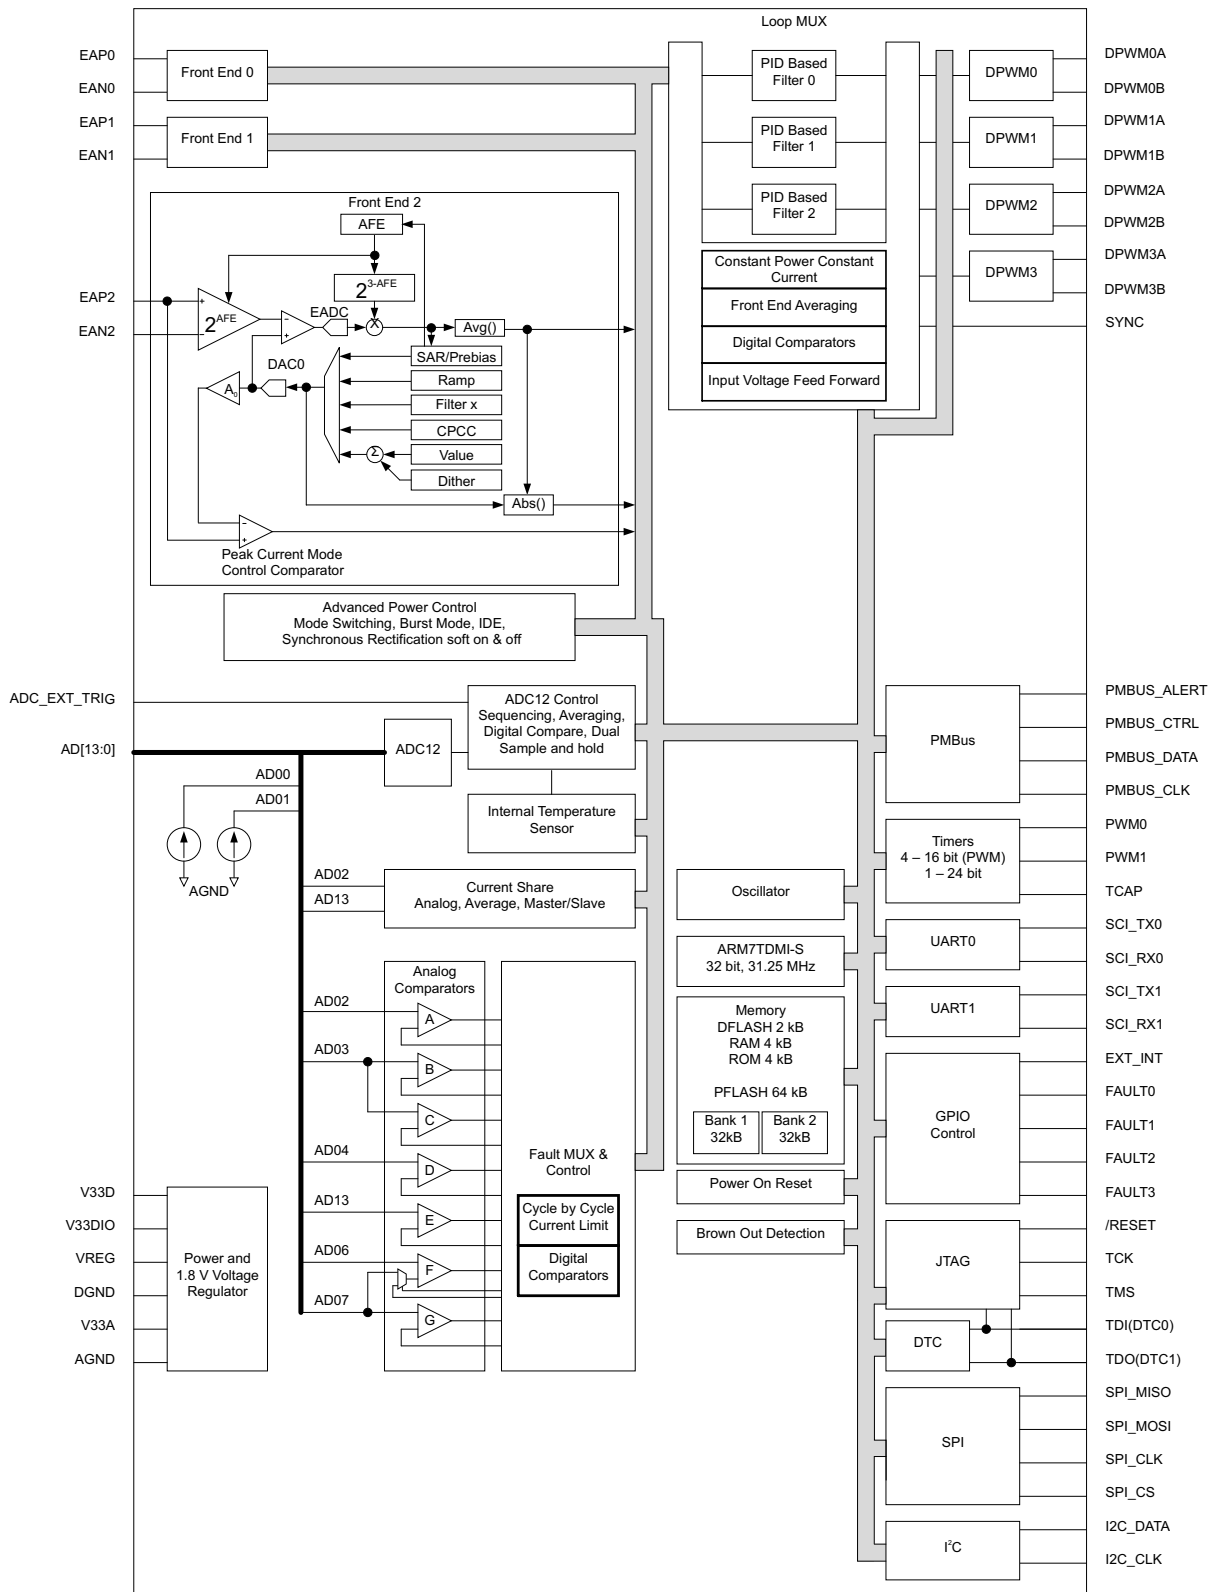 Loop MUX
EAP0
EAN0
EAP1
EAN1
EAP2
EAN2
ADC_EXT_TRIG
AD[13:0]
V33D
V33DIO
VREG
DGND
V33A
AGND
Front End 0
Front End 1
Front End 2
AFE
2^3-AFE
2^AFE
EADC
X
Avg()
DAC0
A0
SAR/Prebias
Ramp
Filter x
CPCC
Σ
Value
Dither
Abs()
+
-
-
+
-
+
Peak Current Mode
Control Comparator
Advanced Power Control
Mode Switching, Burst Mode, IDE,
Synchronous Rectification soft on & off
PID Based
Filter 0
PID Based
Filter 1
PID Based
Filter 2
Constant Power Constant
Current
Front End Averaging
Digital Comparators
Input Voltage Feed Forward
DPWM0
DPWM1
DPWM2
DPWM3
DPWM0A
DPWM0B
DPWM1A
DPWM1B
DPWM2A
DPWM2B
DPWM3A
DPWM3B
SYNC
ADC12
ADC12 Control
Sequencing, Averaging,
Digital Compare, Dual
Sample and hold
AD00
AD01
AGND
Internal Temperature
Sensor
AD02
AD13
Current Share
Analog, Average, Master/Slave
Analog
Comparators
AD02
AD03
AD04
AD13
AD06
AD07
A
B
C
D
E
F
G
Fault MUX &
Control
Cycle by Cycle
Current Limit
Digital
Comparators
Power and
1.8 V Voltage
Regulator
Oscillator
ARM7TDMI-S
32 bit, 31.25 MHz
Memory
DFLASH 2 kB
RAM 4 kB
ROM 4 kB
PFLASH 64 kB
Bank 1
32kB
Bank 2
32kB
Power On Reset
Brown Out Detection
PMBus
Timers
4 – 16 bit (PWM)
1 – 24 bit
UART0
UART1
GPIO
Control
JTAG
DTC
SPI
I²C
PMBUS_ALERT
PMBUS_CTRL
PMBUS_DATA
PMBUS_CLK
PWM0
PWM1
TCAP
SCI_TX0
SCI_RX0
SCI_TX1
SCI_RX1
EXT_INT
FAULT0
FAULT1
FAULT2
FAULT3
/RESET
TCK
TMS
TDI(DTC0)
TDO(DTC1)
SPI_MISO
SPI_MOSI
SPI_CLK
SPI_CS
I2C_DATA
I2C_CLK